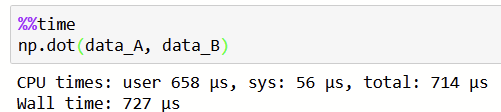 %%time
np.dot(data_A, data_B)
CPU times: user 658 µs, sys: 56 µs, total: 714 µs
Wall time: 727 µs